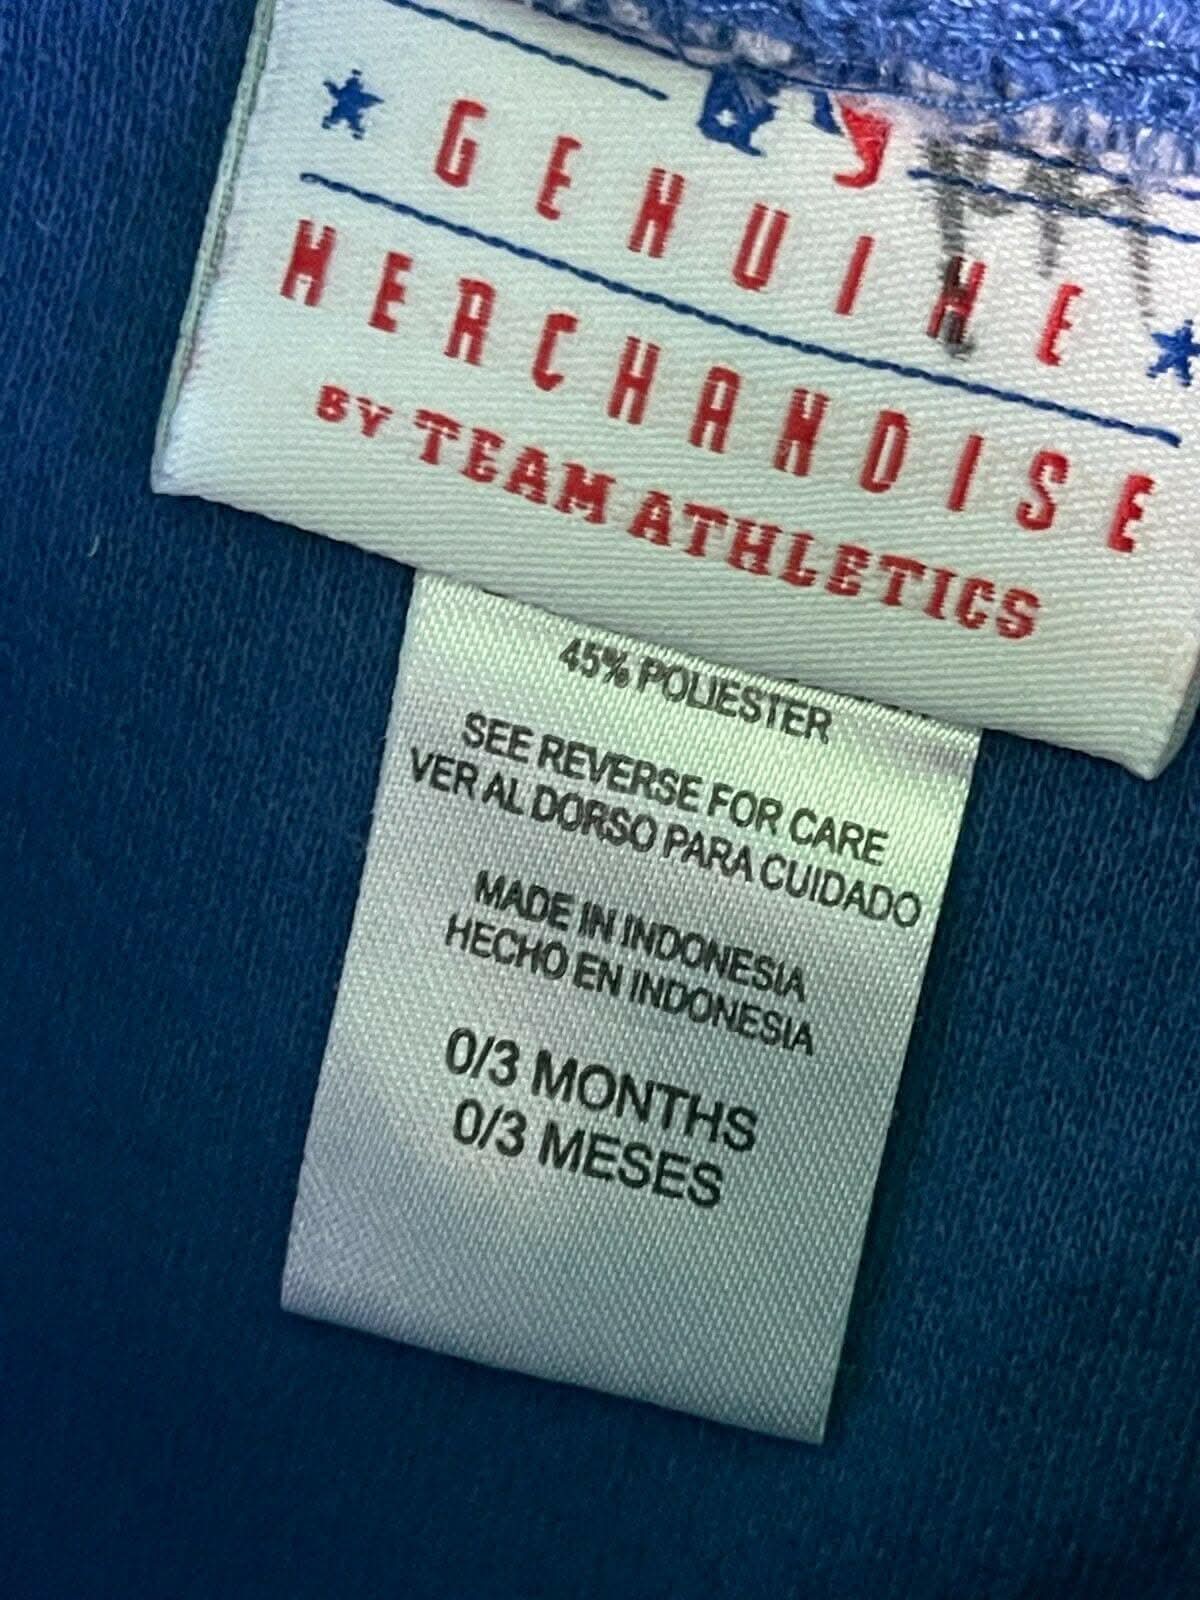 GENUINE
MERCHANDISE
BY TEAM ATHLETICS
45% POLIESTER
SEE REVERSE FOR CARE
VER AL DORSO PARA CUIDADO
MADE IN INDONESIA
HECHO EN INDONESIA
0/3 MONTHS
0/3 MESES